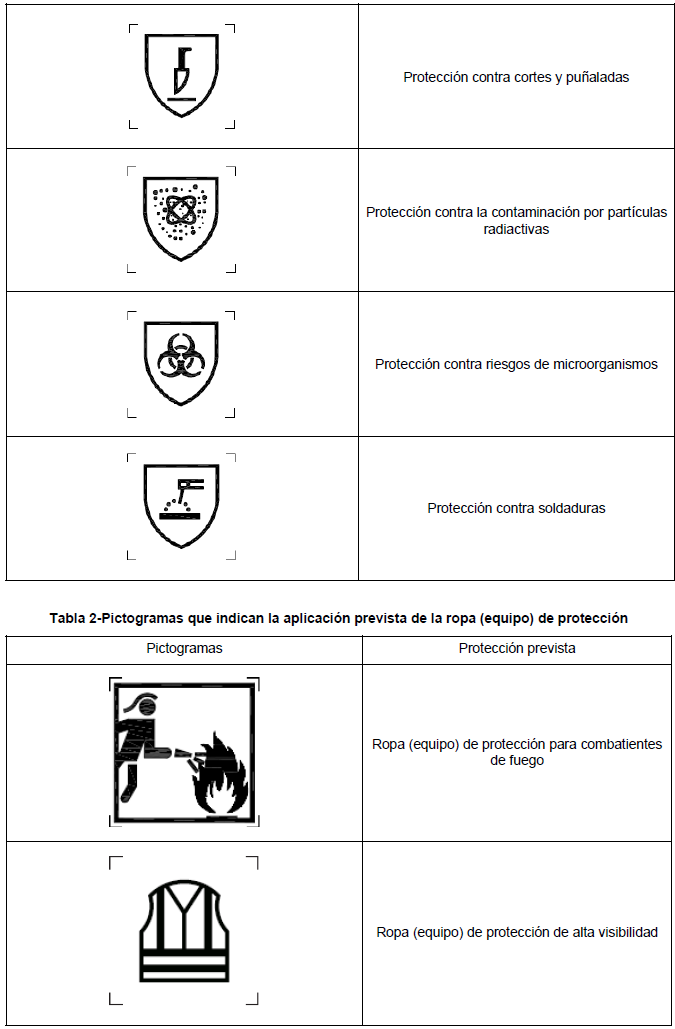 Protección contra cortes y puñaladas
Protección contra la contaminación por partículas
radiactivas
Protección contra riesgos de microorganismos
Protección contra soldaduras
Tabla 2-Pictogramas que indican la aplicación prevista de la ropa (equipo) de protección
Pictogramas
Protección prevista
Ropa (equipo) de protección para combatientes
de fuego
Ropa (equipo) de protección de alta visibilidad